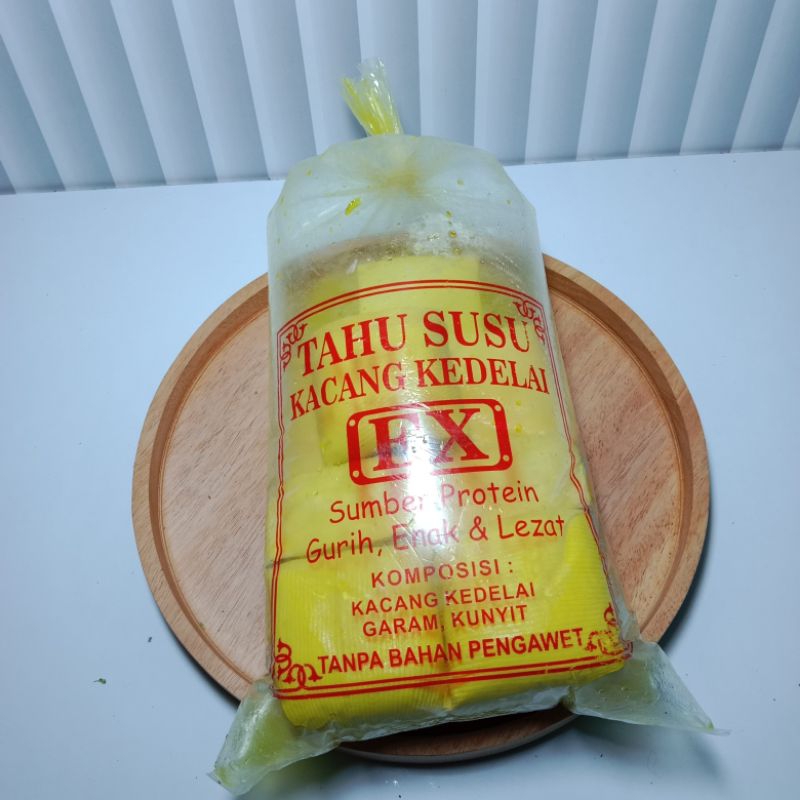 TAHU SUSU
KACANG KEDELAI
EX
Sumber Protein
Gurih, Enak & Lezat
KOMPOSISI :
KACANG KEDELAI
GARAM, KUNYIT
TANPA BAHAN PENGAWET